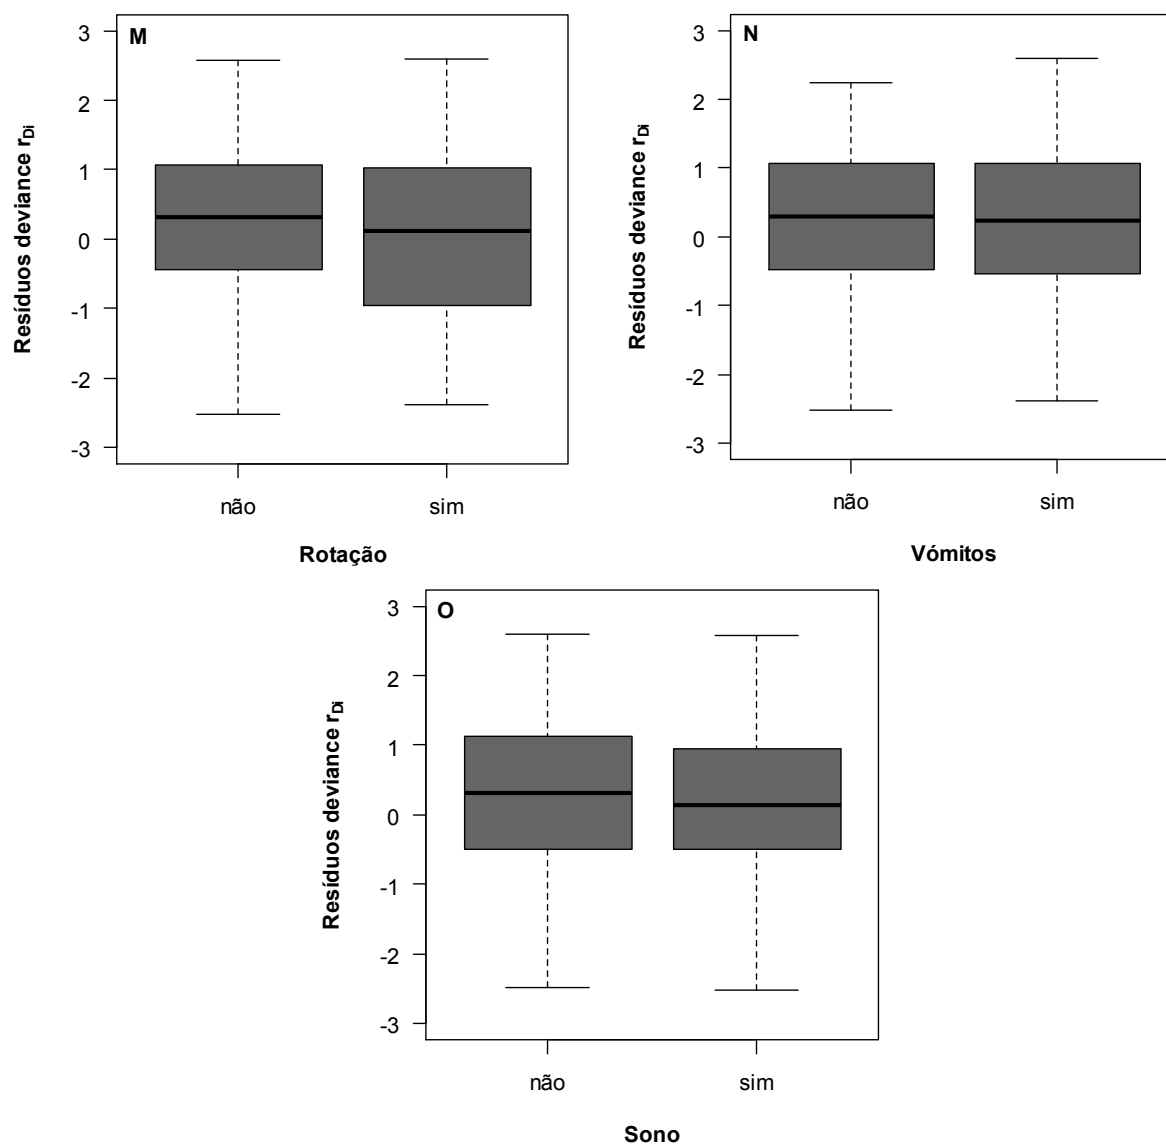 M
Resíduos deviance rDi
3
2
1
0
-1
-2
-3
não sim
Rotação
N
Resíduos deviance rDi
3
2
1
0
-1
-2
-3
não sim
Vómitos
O
Resíduos deviance rDi
3
2
1
0
-1
-2
-3
não sim
Sono